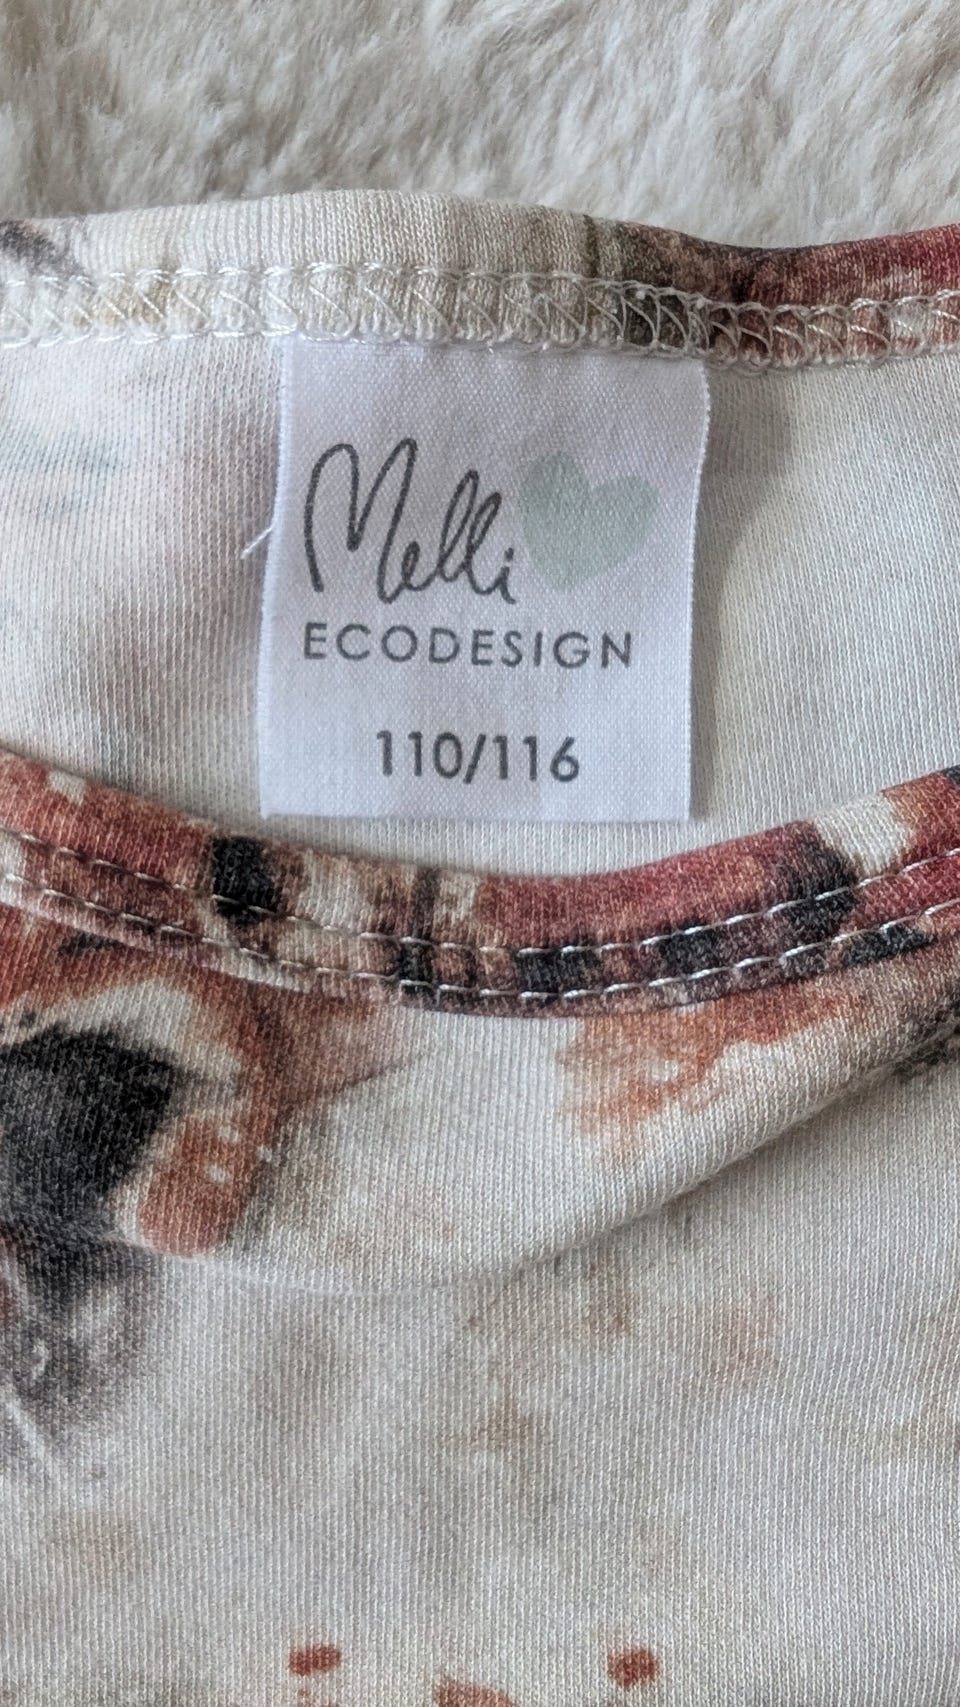 Melli
ECODESIGN
110/116